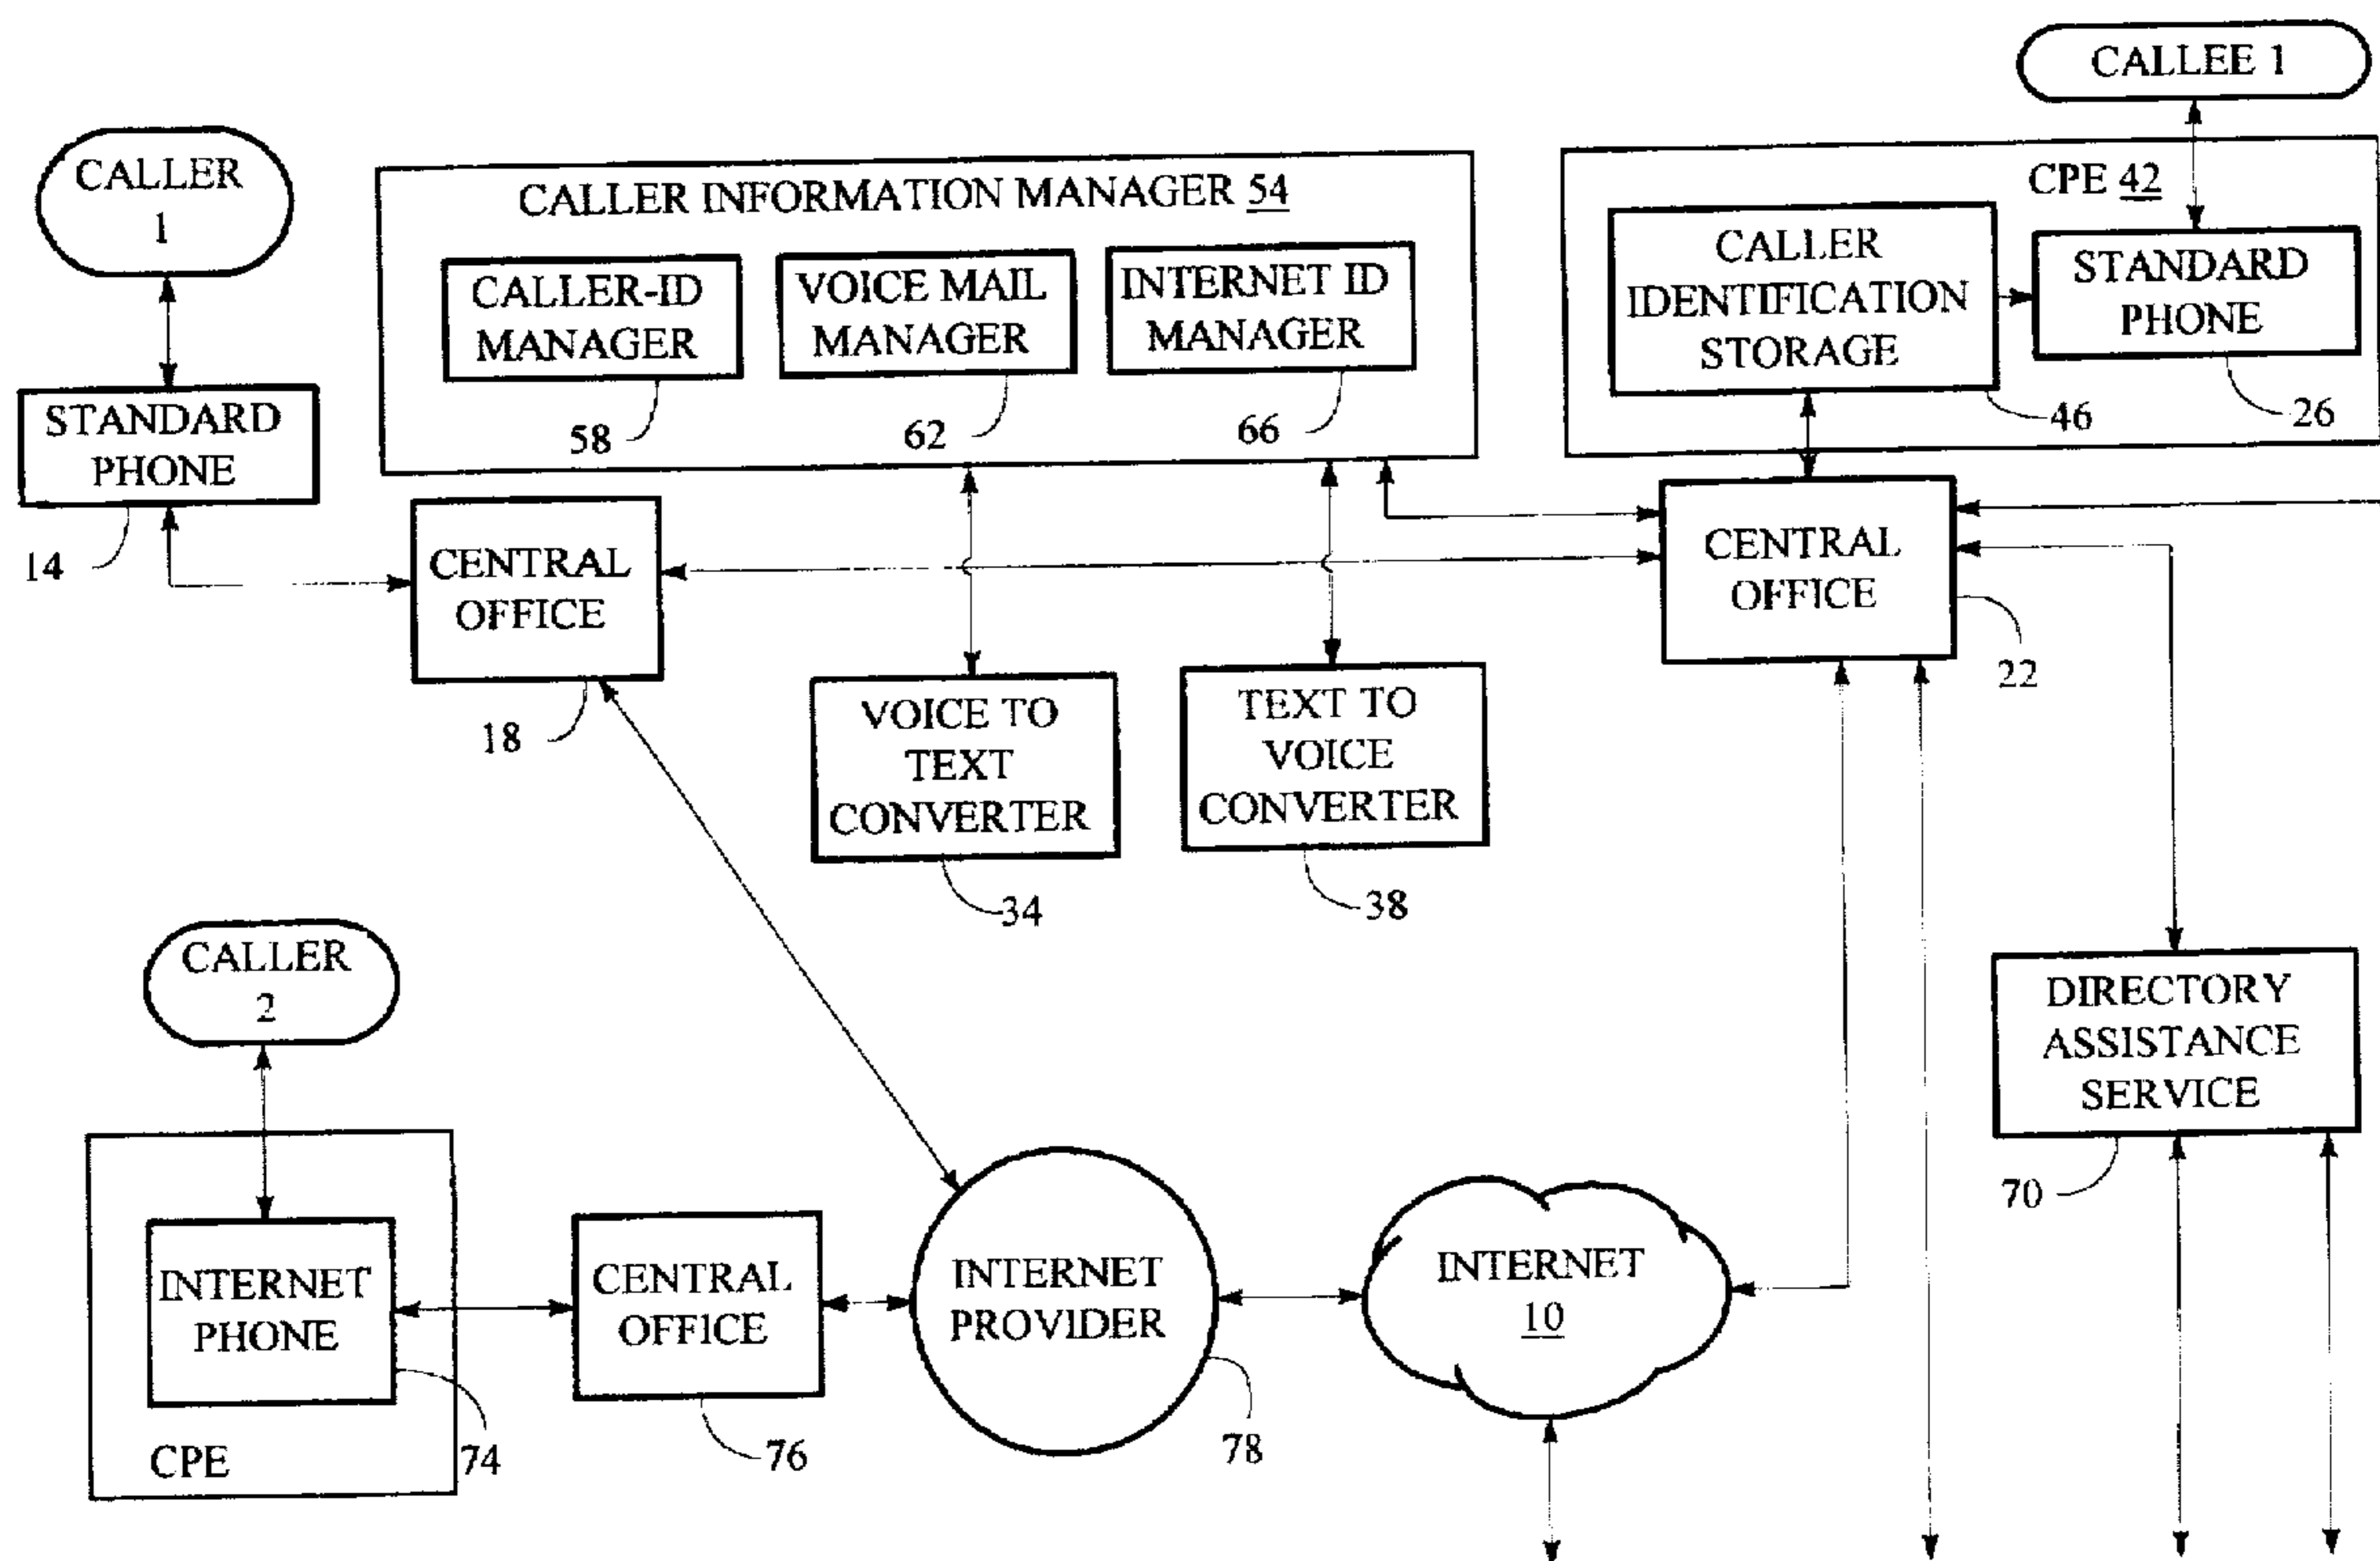 CALLEE 1
CALLER
1
CALLER INFORMATION MANAGER 54
CPE 42
CALLER-ID
MANAGER
VOICE MAIL
MANAGER
INTERNET ID
MANAGER
CALLER
IDENTIFICATION
STORAGE
STANDARD
PHONE
58
62
66
46
26
STANDARD
PHONE
14
CENTRAL
OFFICE
18
CENTRAL
OFFICE
22
VOICE TO
TEXT
CONVERTER
34
TEXT TO
VOICE
CONVERTER
38
CALLER
2
DIRECTORY
ASSISTANCE
SERVICE
70
INTERNET
PHONE
CPE
74
CENTRAL
OFFICE
76
INTERNET
PROVIDER
78
INTERNET
10